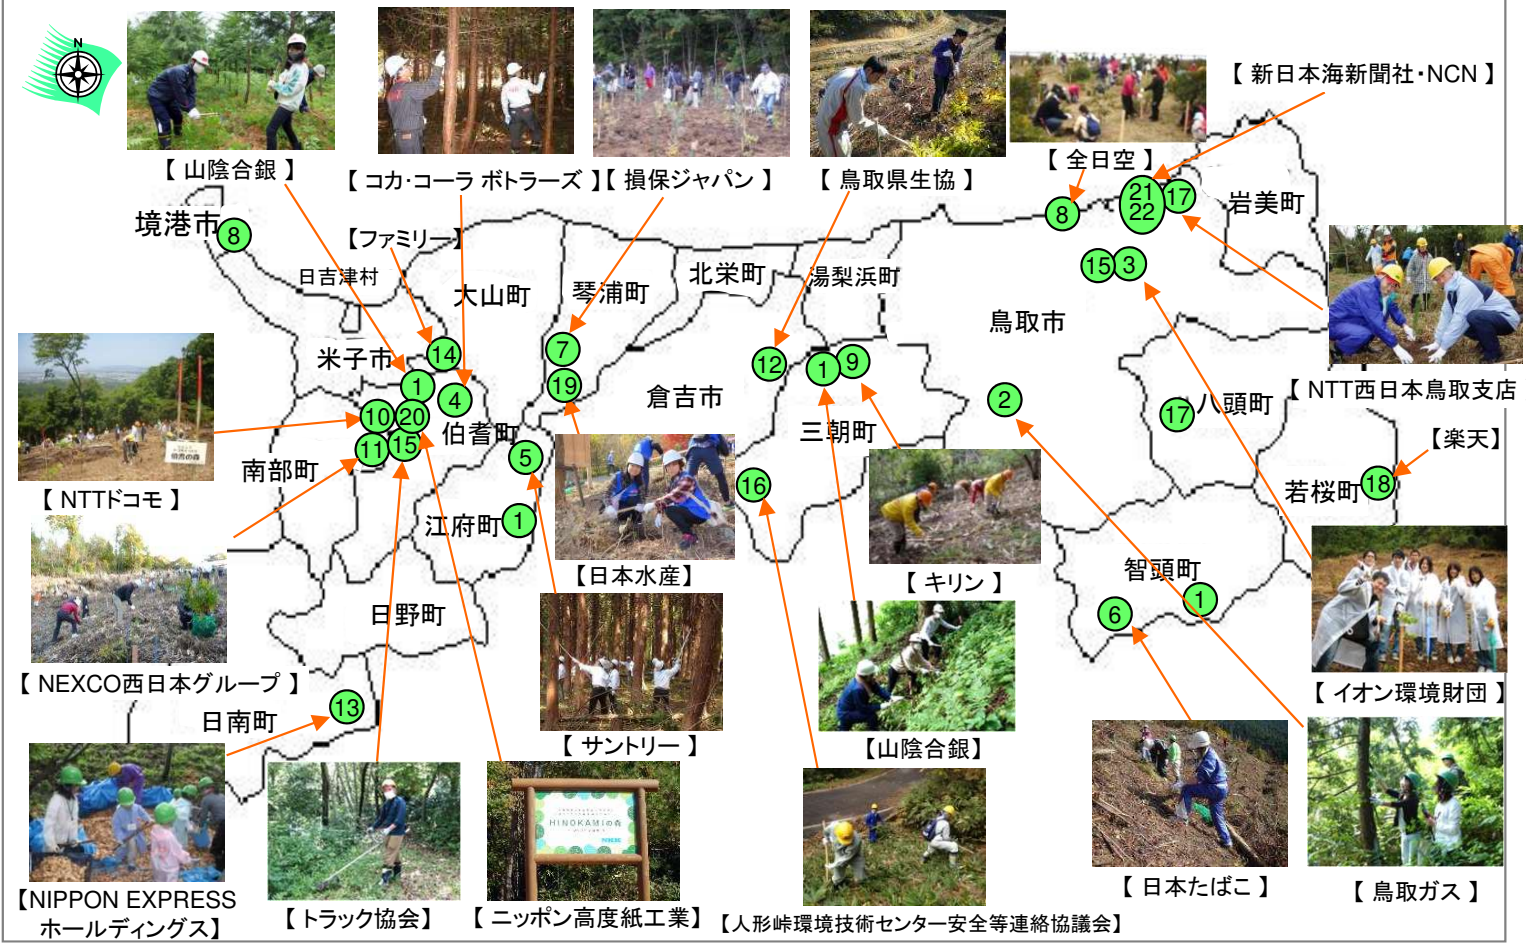 N
【 新日本海新聞社・NCN 】
【 山陰合銀 】
【 コカ・コーラ ボトラーズ 】
【 損保ジャパン 】
【 鳥取県生協 】
【 全日空 】
21
22
17
8
岩美町
境港市
8
【ファミリー】
日吉津村
大山町
琴浦町
北栄町
湯梨浜町
15
3
鳥取市
米子市
14
7
12
1
9
1
4
19
倉吉市
2
17
八頭町
【 NTT西日本鳥取支店
10
20
伯耆町
三朝町
【楽天】
11
15
5
南部町
16
若桜町
18
【 NTTドコモ 】
江府町
1
【日本水産】
【 キリン 】
智頭町
1
6
日野町
【 NEXCO西日本グループ 】
【 イオン環境財団 】
日南町
13
【 サントリー 】
【山陰合銀】
HINOKAMIの森
【 日本たばこ 】
【 鳥取ガス 】
【NIPPON EXPRESS
ホールディングス】
【 トラック協会】
【 ニッポン高度紙工業】
【人形峠環境技術センター安全等連絡協議会】